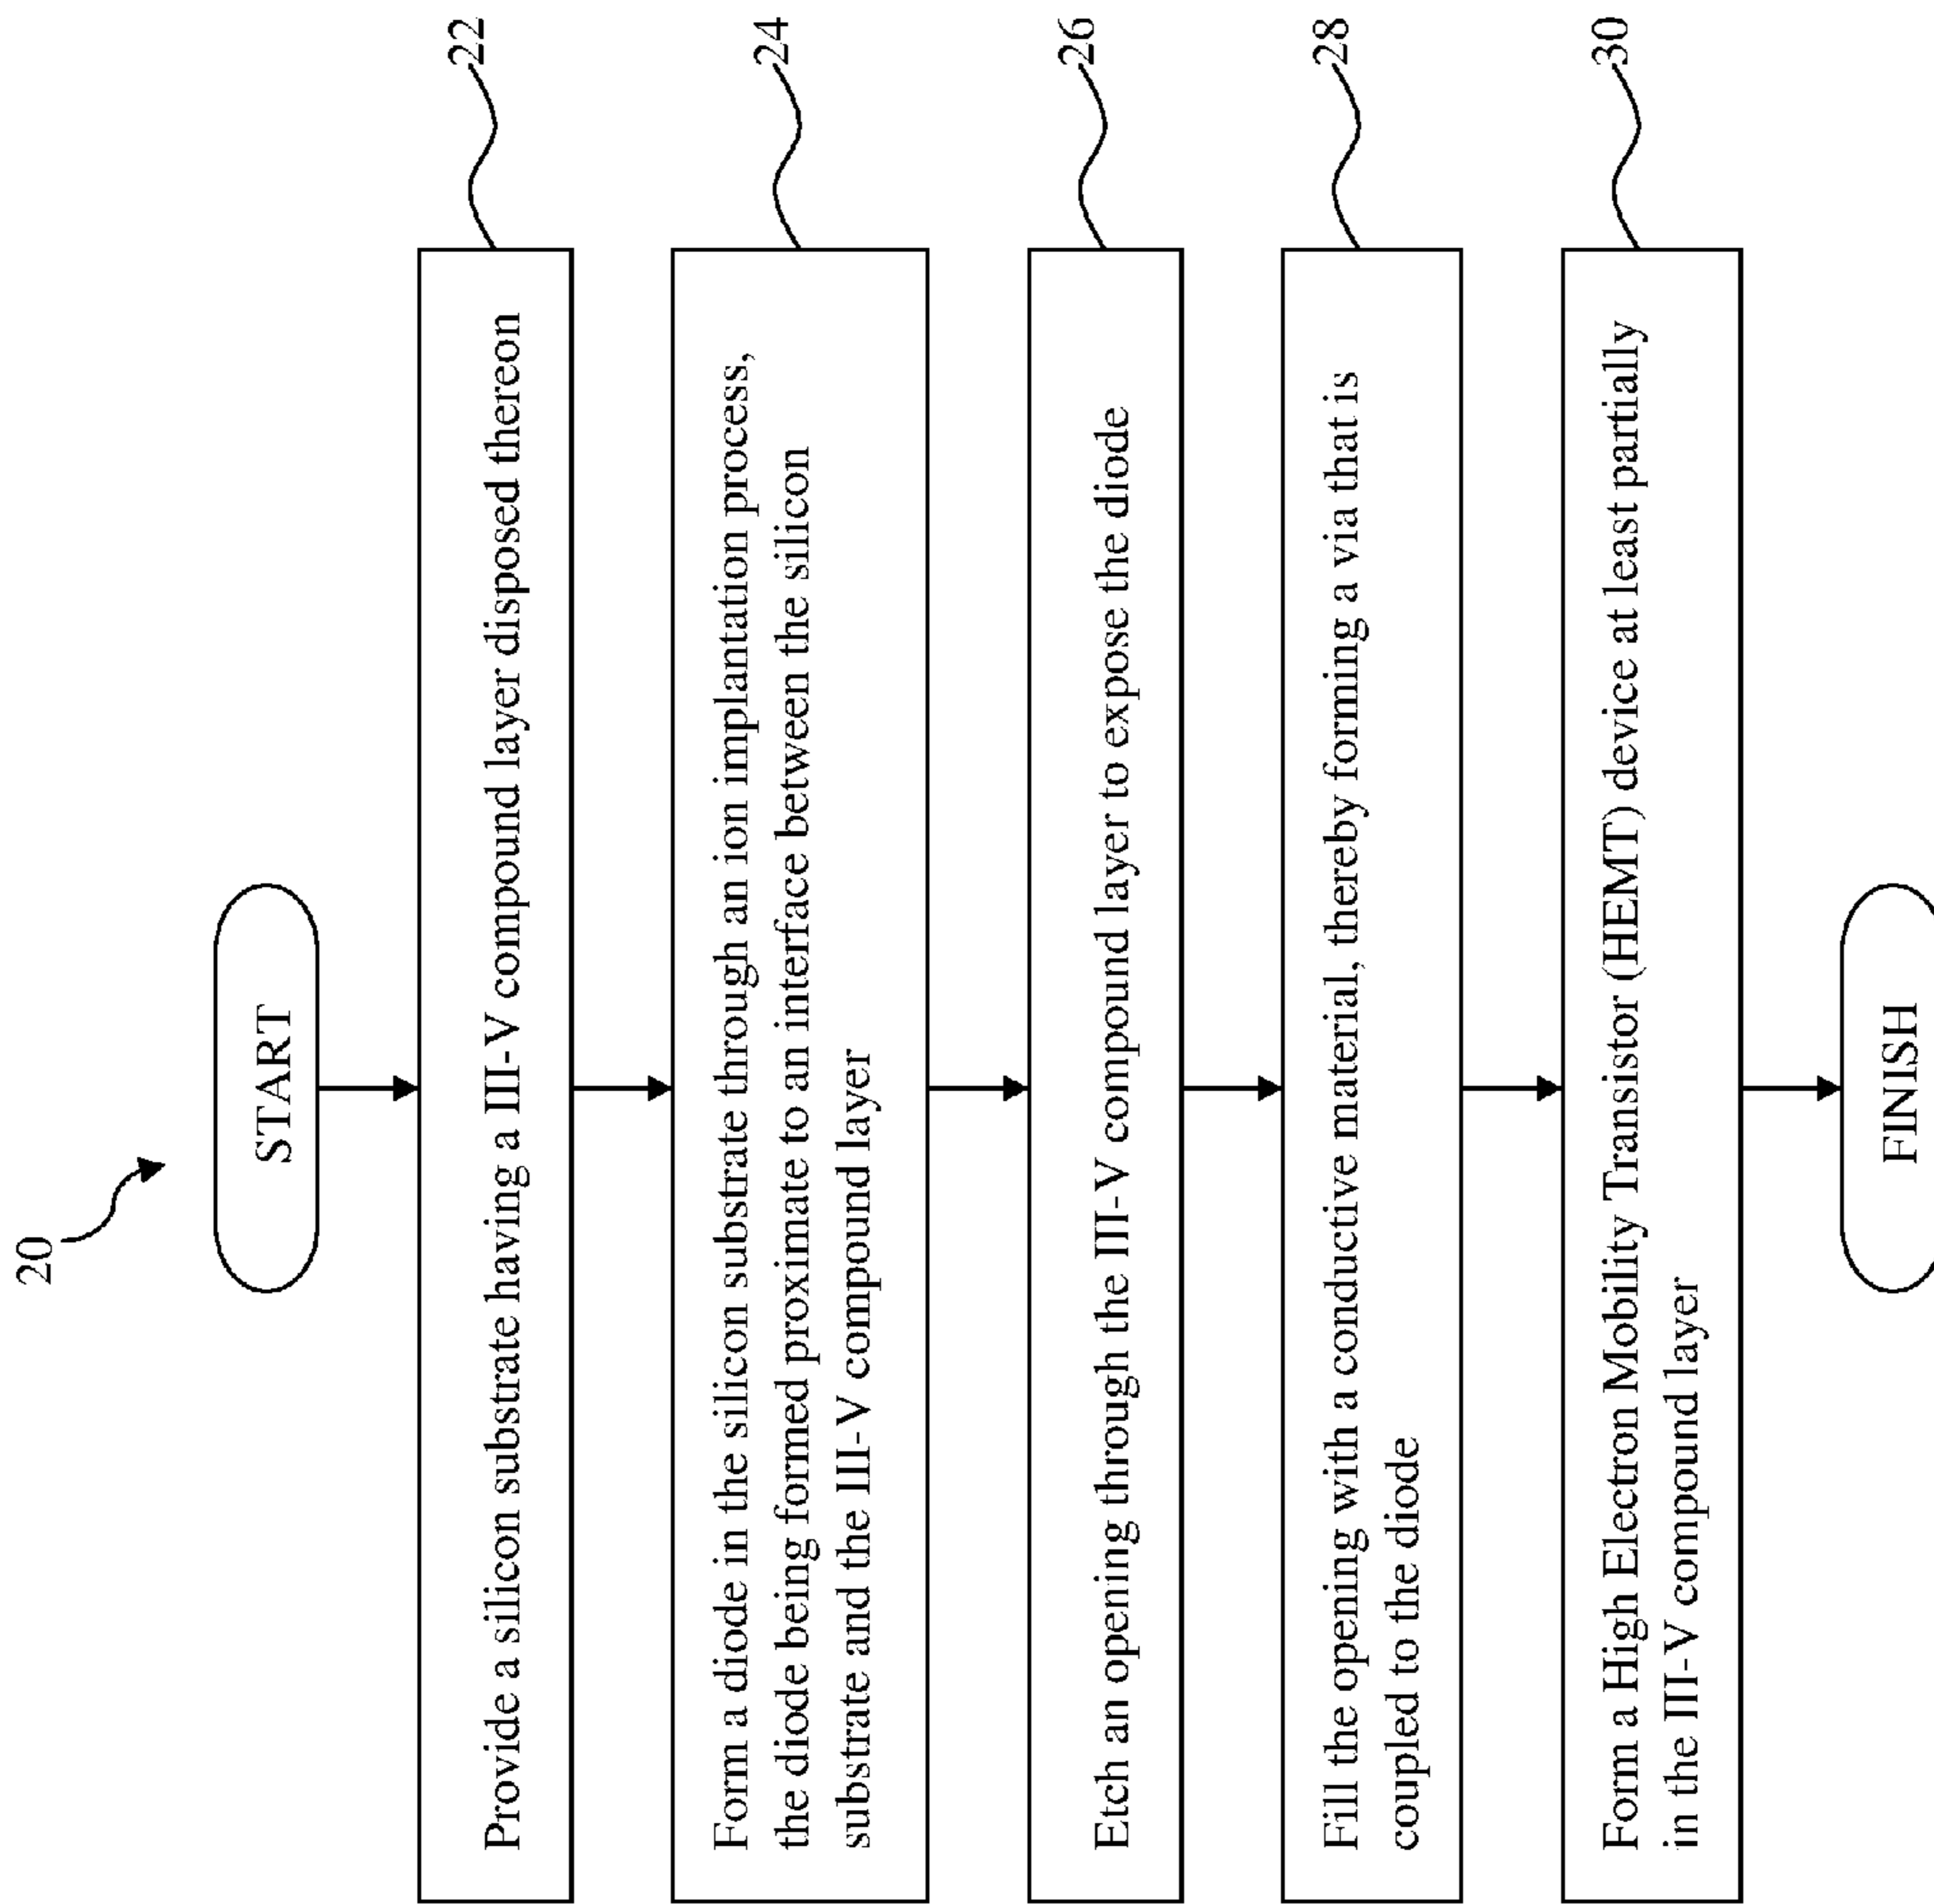 20
START
Provide a silicon substrate having a III-V compound layer disposed thereon
22
Form a diode in the silicon substrate through an ion implantation process,
the diode being formed proximate to an interface between the silicon
substrate and the III-V compound layer
24
Etch an opening through the III-V compound layer to expose the diode
26
Fill the opening with a conductive material, thereby forming a via that is
coupled to the diode
28
Form a High Electron Mobility Transistor (HEMT) device at least partially
in the III-V compound layer
30
FINISH